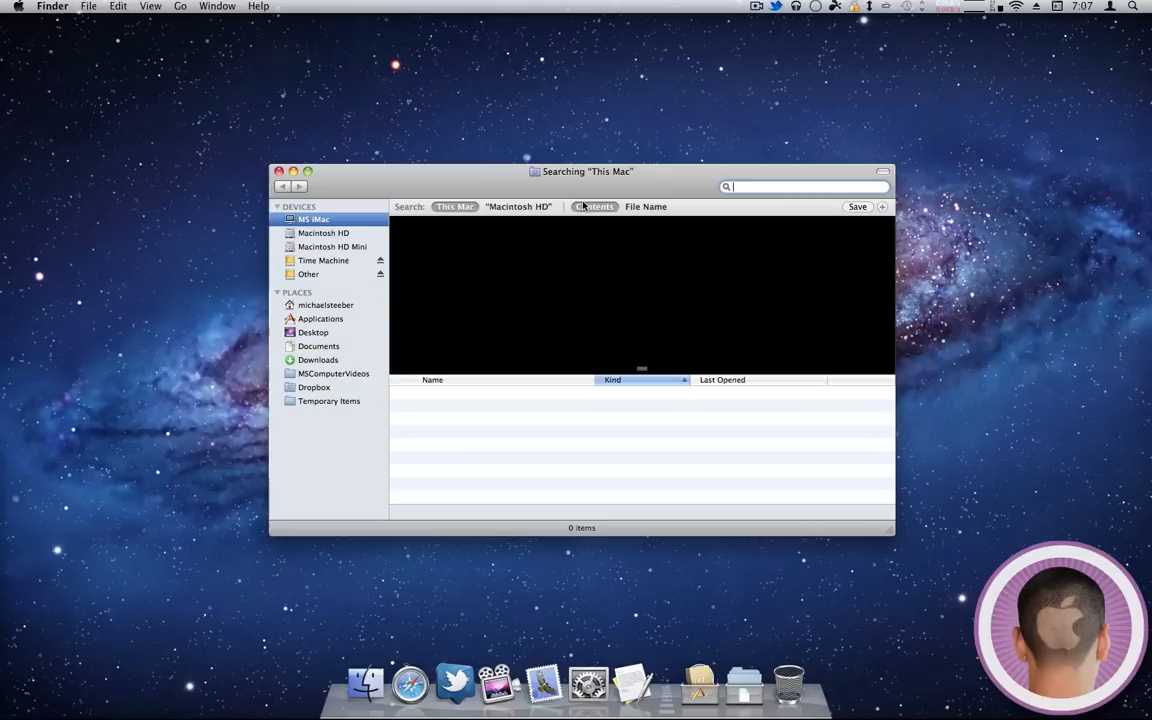 Finder File Edit View Go Window Help 7:07
Searching “This Mac”
Search: This Mac "Macintosh HD" Contents File Name Save
DEVICES
MS iMac
Macintosh HD
Macintosh HD Mini
Time Machine
Other
PLACES
michaelsteeber
Applications
Desktop
Documents
Downloads
MSComputerVideos
Dropbox
Temporary Items
Name Kind Last Opened
0 items